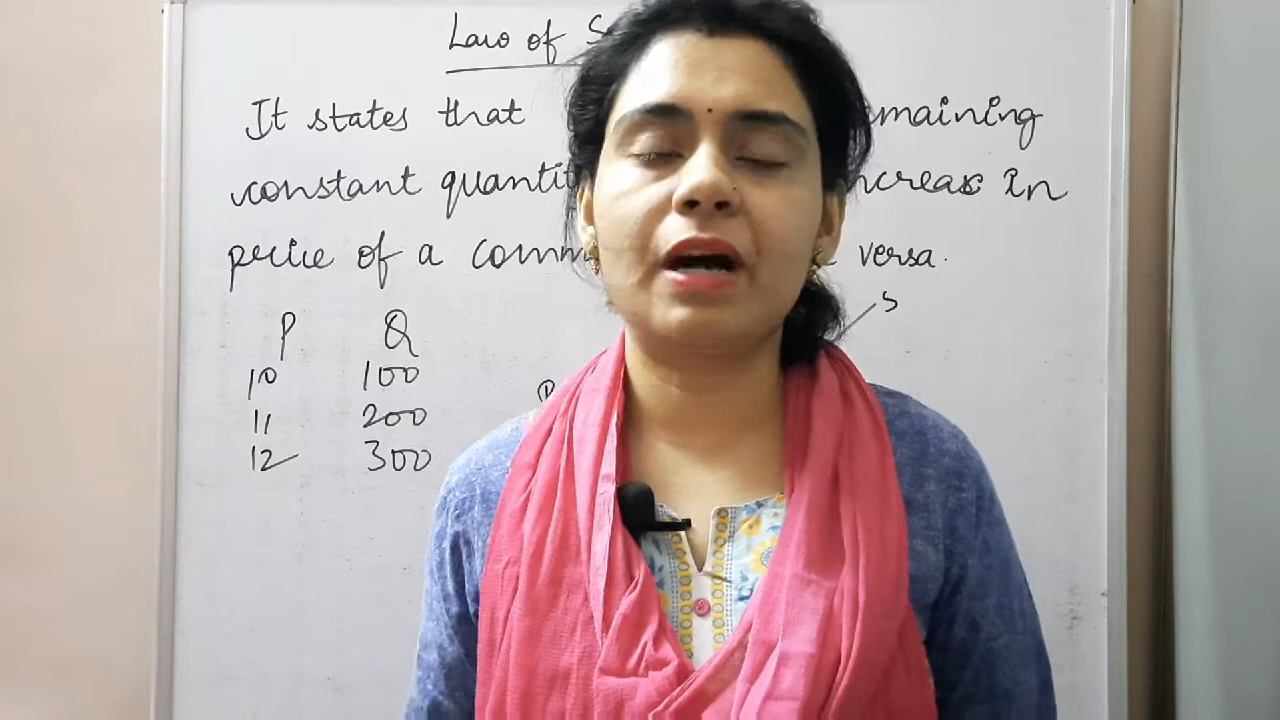 Law of S
It states that maining
constant quantit ncreas in
price of a comm versa.
S
P Q
10 100
P
11 200
12 300